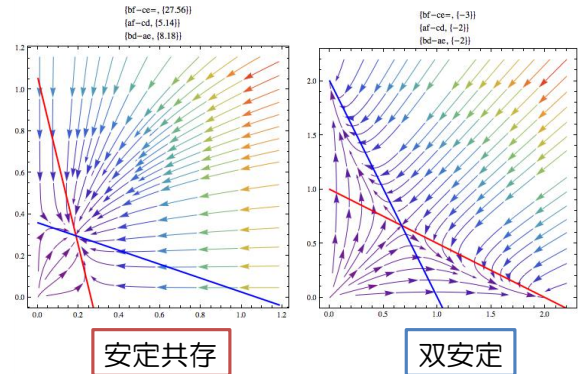 {bf-ce=, {27.56}}
{af-cd, {5.14}}
{bd-ae, {8.18}}
1.2
1.0
0.8
0.6
0.4
0.2
0.0
0.0 0.2 0.4 0.6 0.8 1.0 1.2
安定共存
{bf-ce=, {-3}}
{af-cd, {-2}}
{bd-ae, {-2}}
2.0
1.5
1.0
0.5
0.0
0.0 0.5 1.0 1.5 2.0
双安定